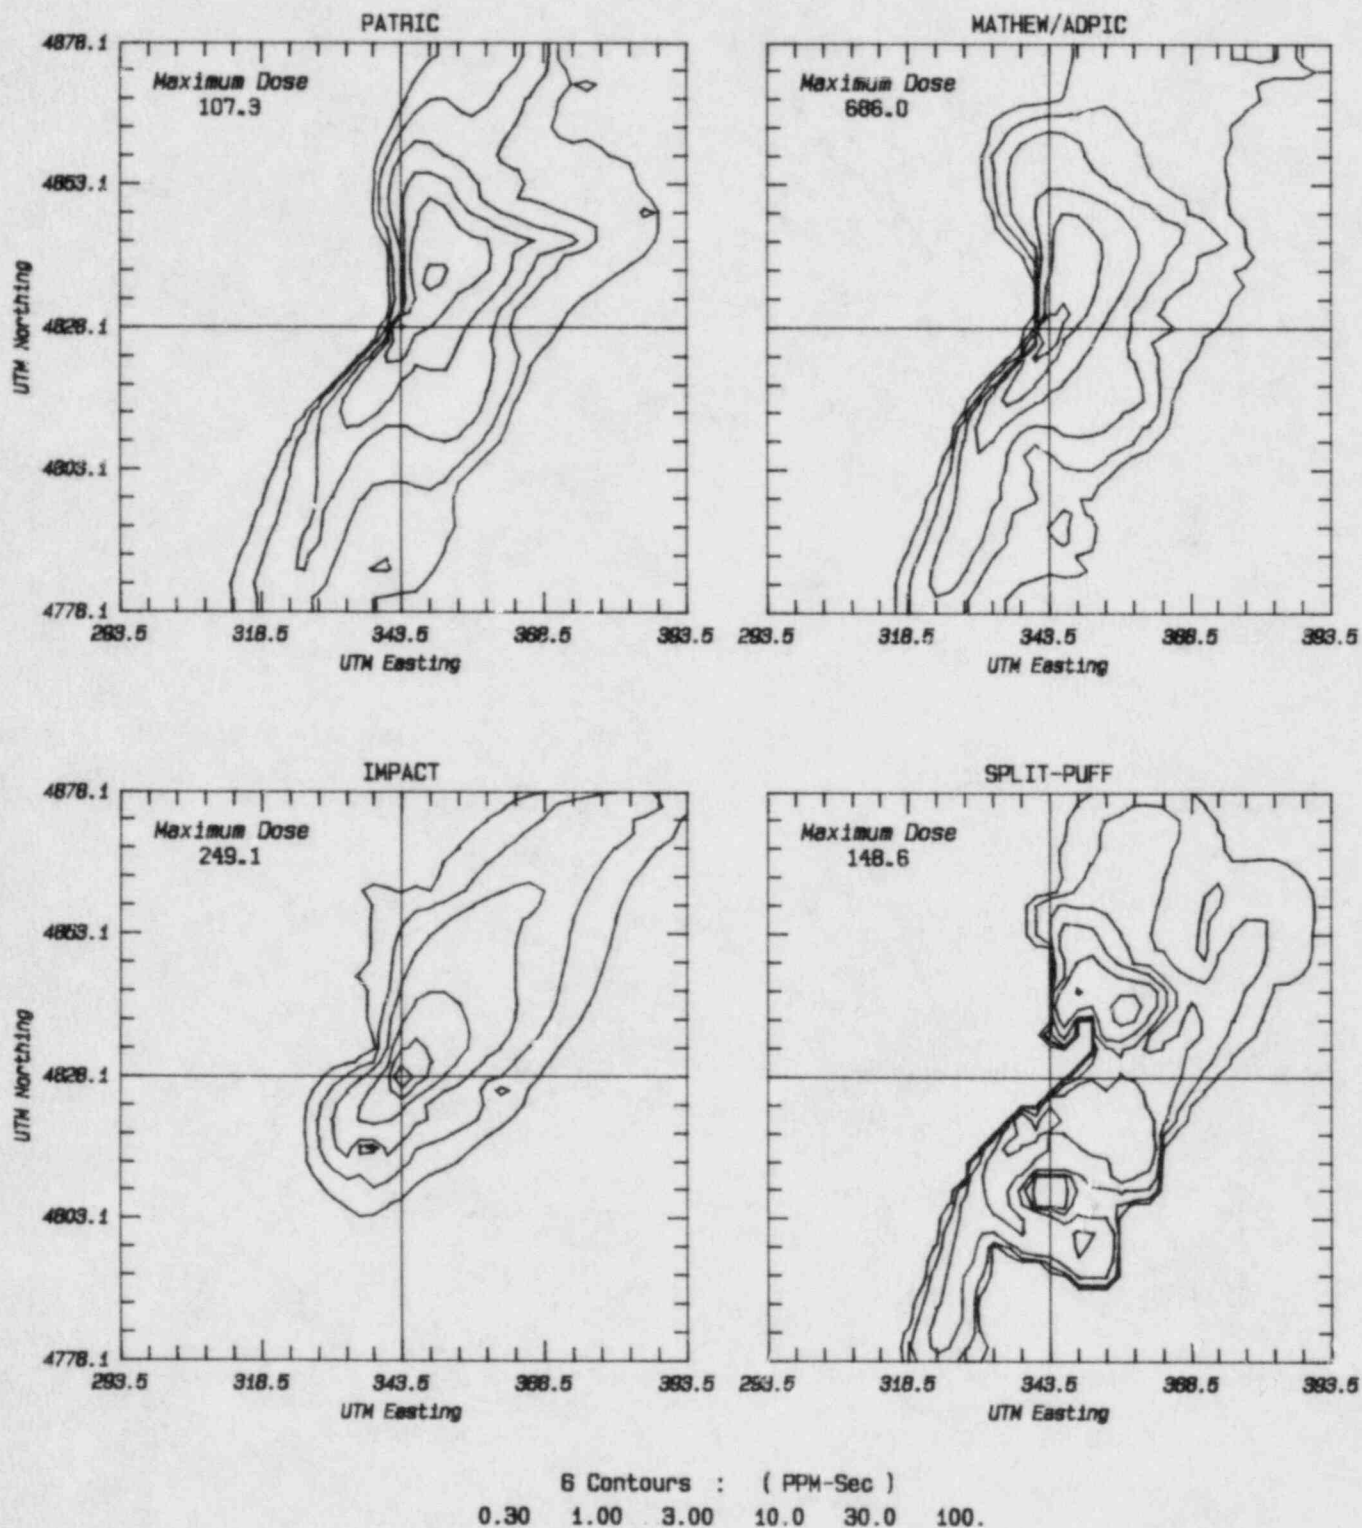 PATRIC
Maximum Dose
107.3
4878.1
4853.1
4828.1
4803.1
4778.1
UTM Northing
293.5 318.5 343.5 368.5 393.5
UTM Easting
MATHEW/ADPIC
Maximum Dose
686.0
293.5 318.5 343.5 368.5 393.5
UTM Easting
IMPACT
Maximum Dose
249.1
4878.1
4853.1
4828.1
4803.1
4778.1
UTM Northing
293.5 318.5 343.5 368.5 393.5
UTM Easting
SPLIT-PUFF
Maximum Dose
148.6
293.5 318.5 343.5 368.5 393.5
UTM Easting
6 Contours : ( PPM-Sec )
0.30 1.00 3.00 10.0 30.0 100.